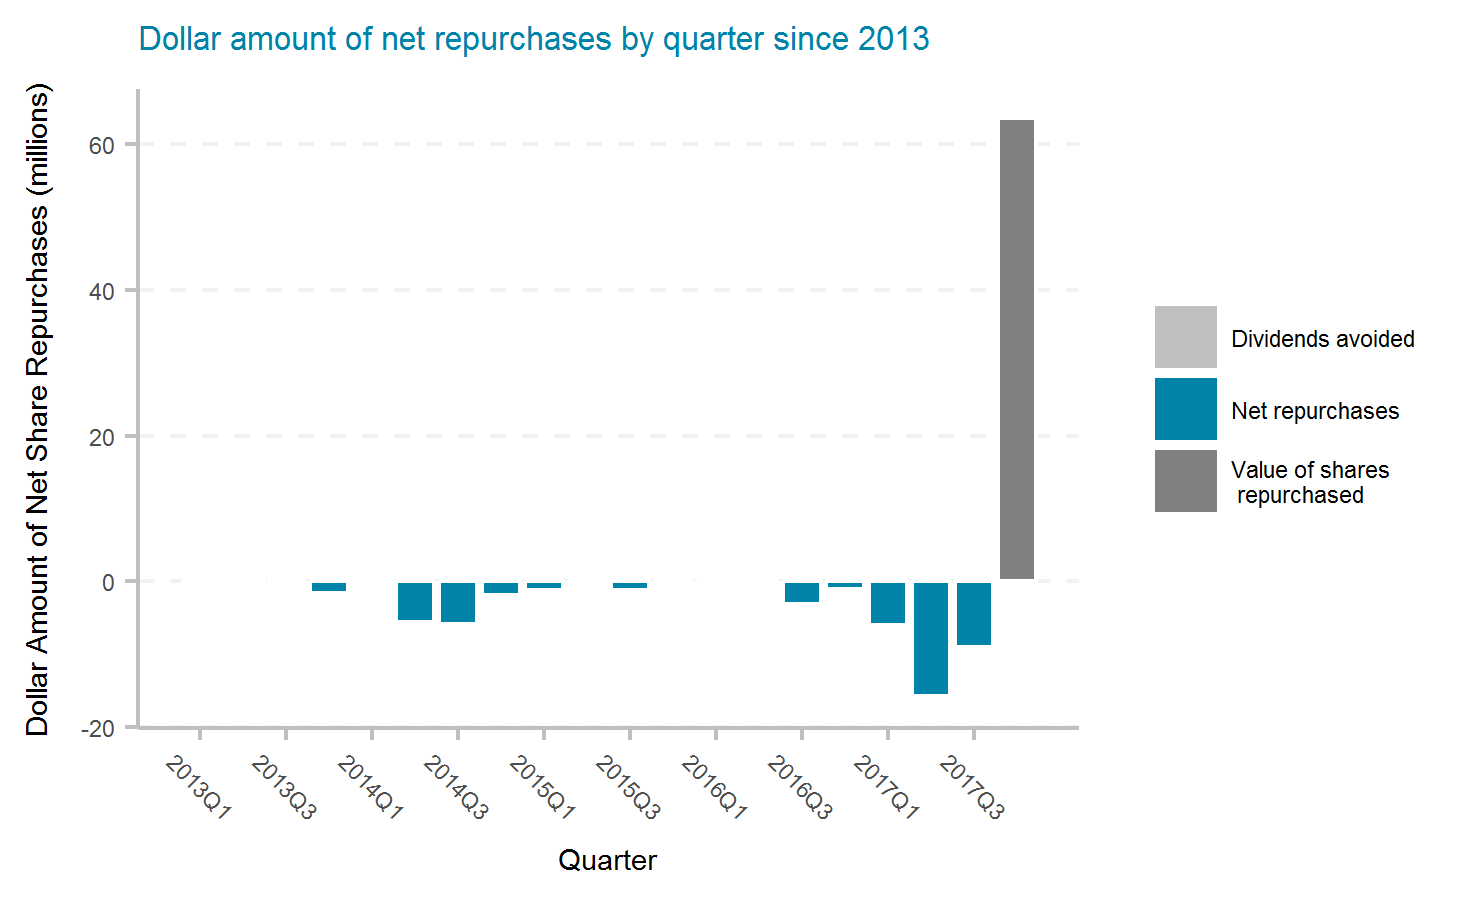 Dollar amount of net repurchases by quarter since 2013
Dollar Amount of Net Share Repurchases (millions)
60
40
20
0
-20
2013Q1
2013Q3
2014Q1
2014Q3
2015Q1
2015Q3
2016Q1
2016Q3
2017Q1
2017Q3
Quarter
Dividends avoided
Net repurchases
Value of shares
repurchased